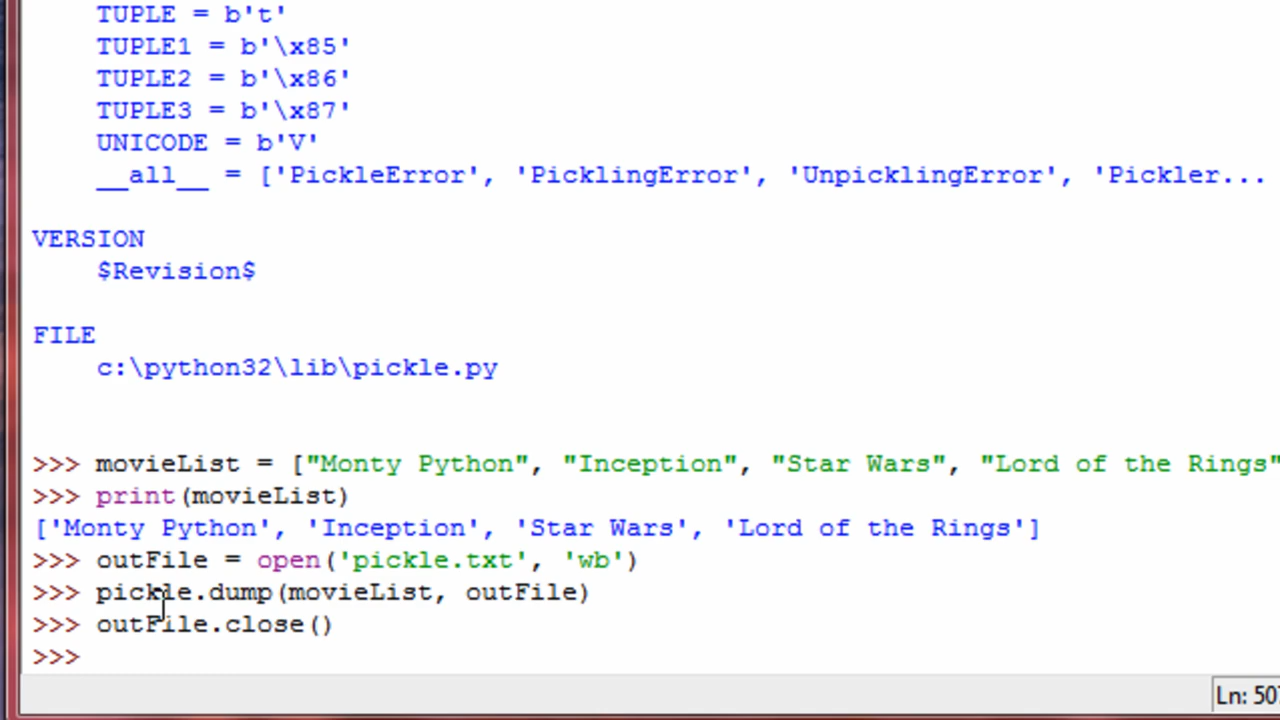 TUPLE = b't'
TUPLE1 = b'\x85'
TUPLE2 = b'\x86'
TUPLE3 = b'\x87'
UNICODE = b'V'
__all__ = ['PickleError', 'PicklingError', 'UnpicklingError', 'Pickler...
VERSION
$Revision$
FILE
c:\python32\lib\pickle.py
>>> movieList = ["Monty Python", "Inception", "Star Wars", "Lord of the Rings"
>>> print(movieList)
['Monty Python', 'Inception', 'Star Wars', 'Lord of the Rings']
>>> outFile = open('pickle.txt', 'wb')
>>> pickle.dump(movieList, outFile)
>>> outFile.close()
>>>
Ln: 507